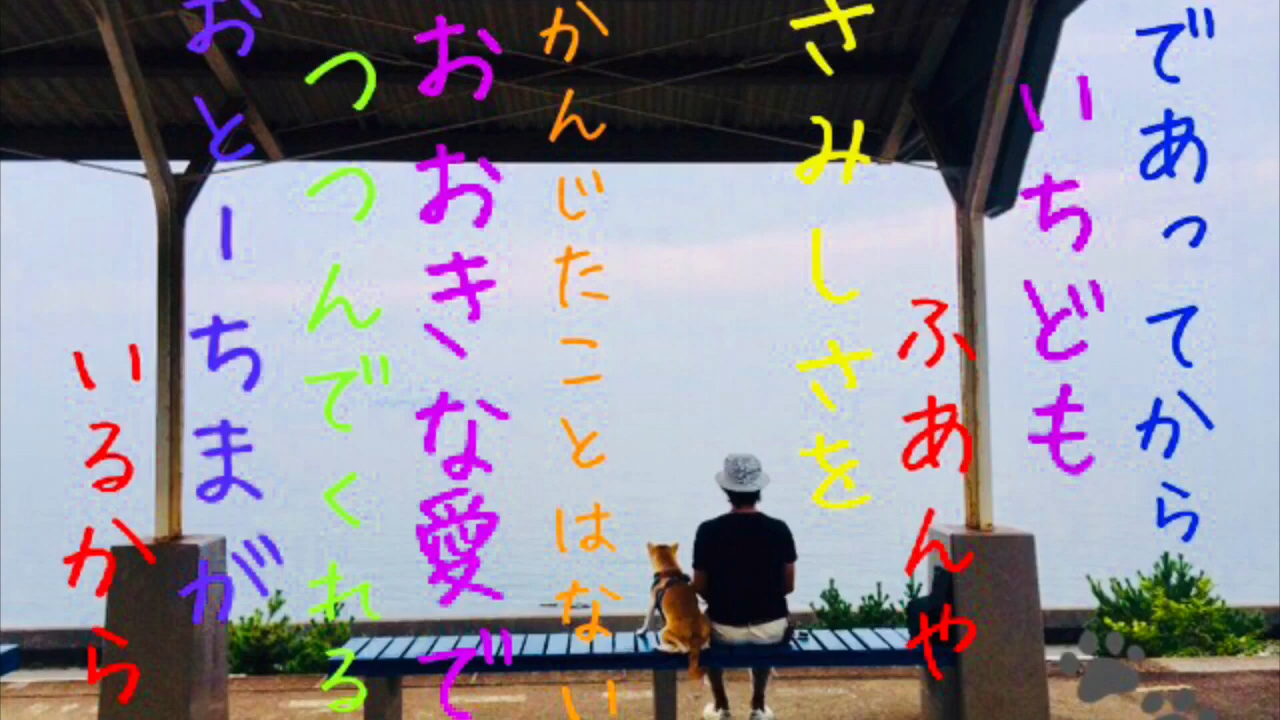 であってから
いちども
ふあんや
さみしさを
かんじたことはない
おおきな愛で
つつんでくれる
おとーちまが
いるから